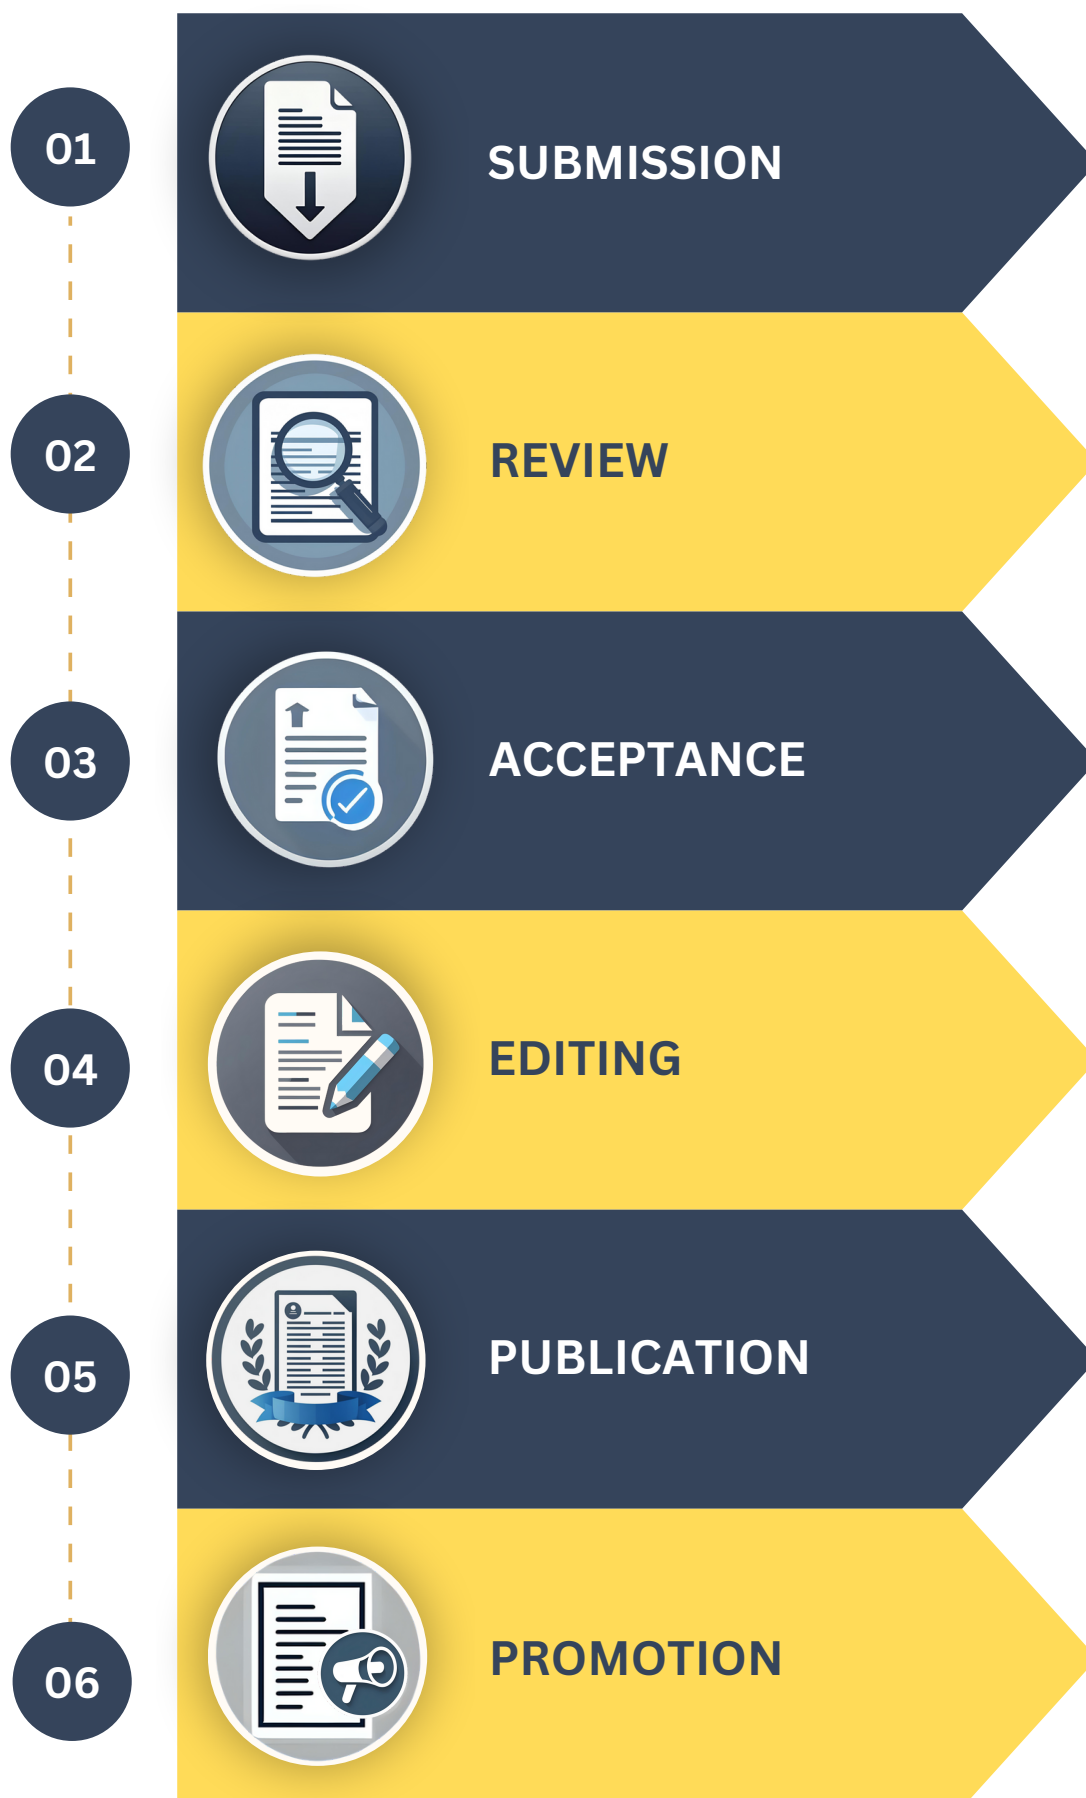 01
SUBMISSION
02
REVIEW
03
ACCEPTANCE
04
EDITING
05
PUBLICATION
06
PROMOTION